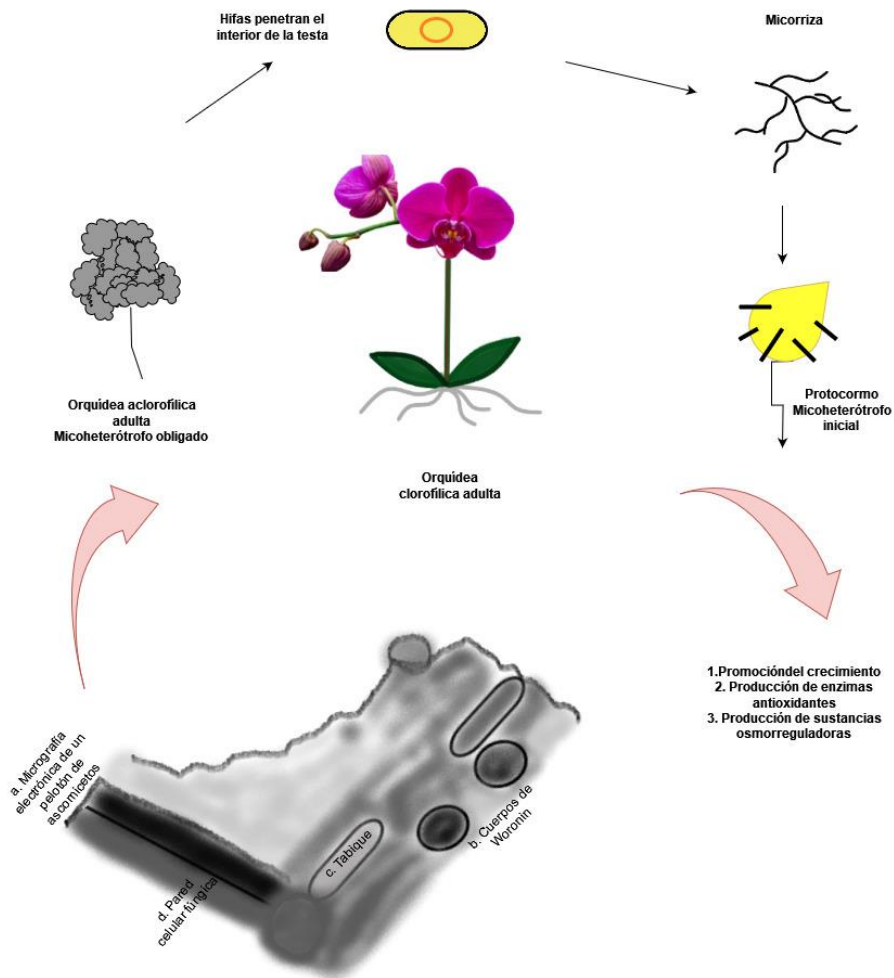 Hifas penetran el
interior de la testa
Micorriza
Orquídea aclorofílica
adulta
Micoheterótrofo obligado
Protocormo
Micoheterótrofo
inicial
Orquídea
clorofílica adulta
1.Promocióndel crecimiento
2. Producción de enzimas
antioxidantes
3. Producción de sustancias
osmorreguladoras
a. Micrografía
electrónica de un
pelotón de
ascomicetos
b. Cuerpos de
Woronin
c. Tabique
d. Pared
celular fúngica